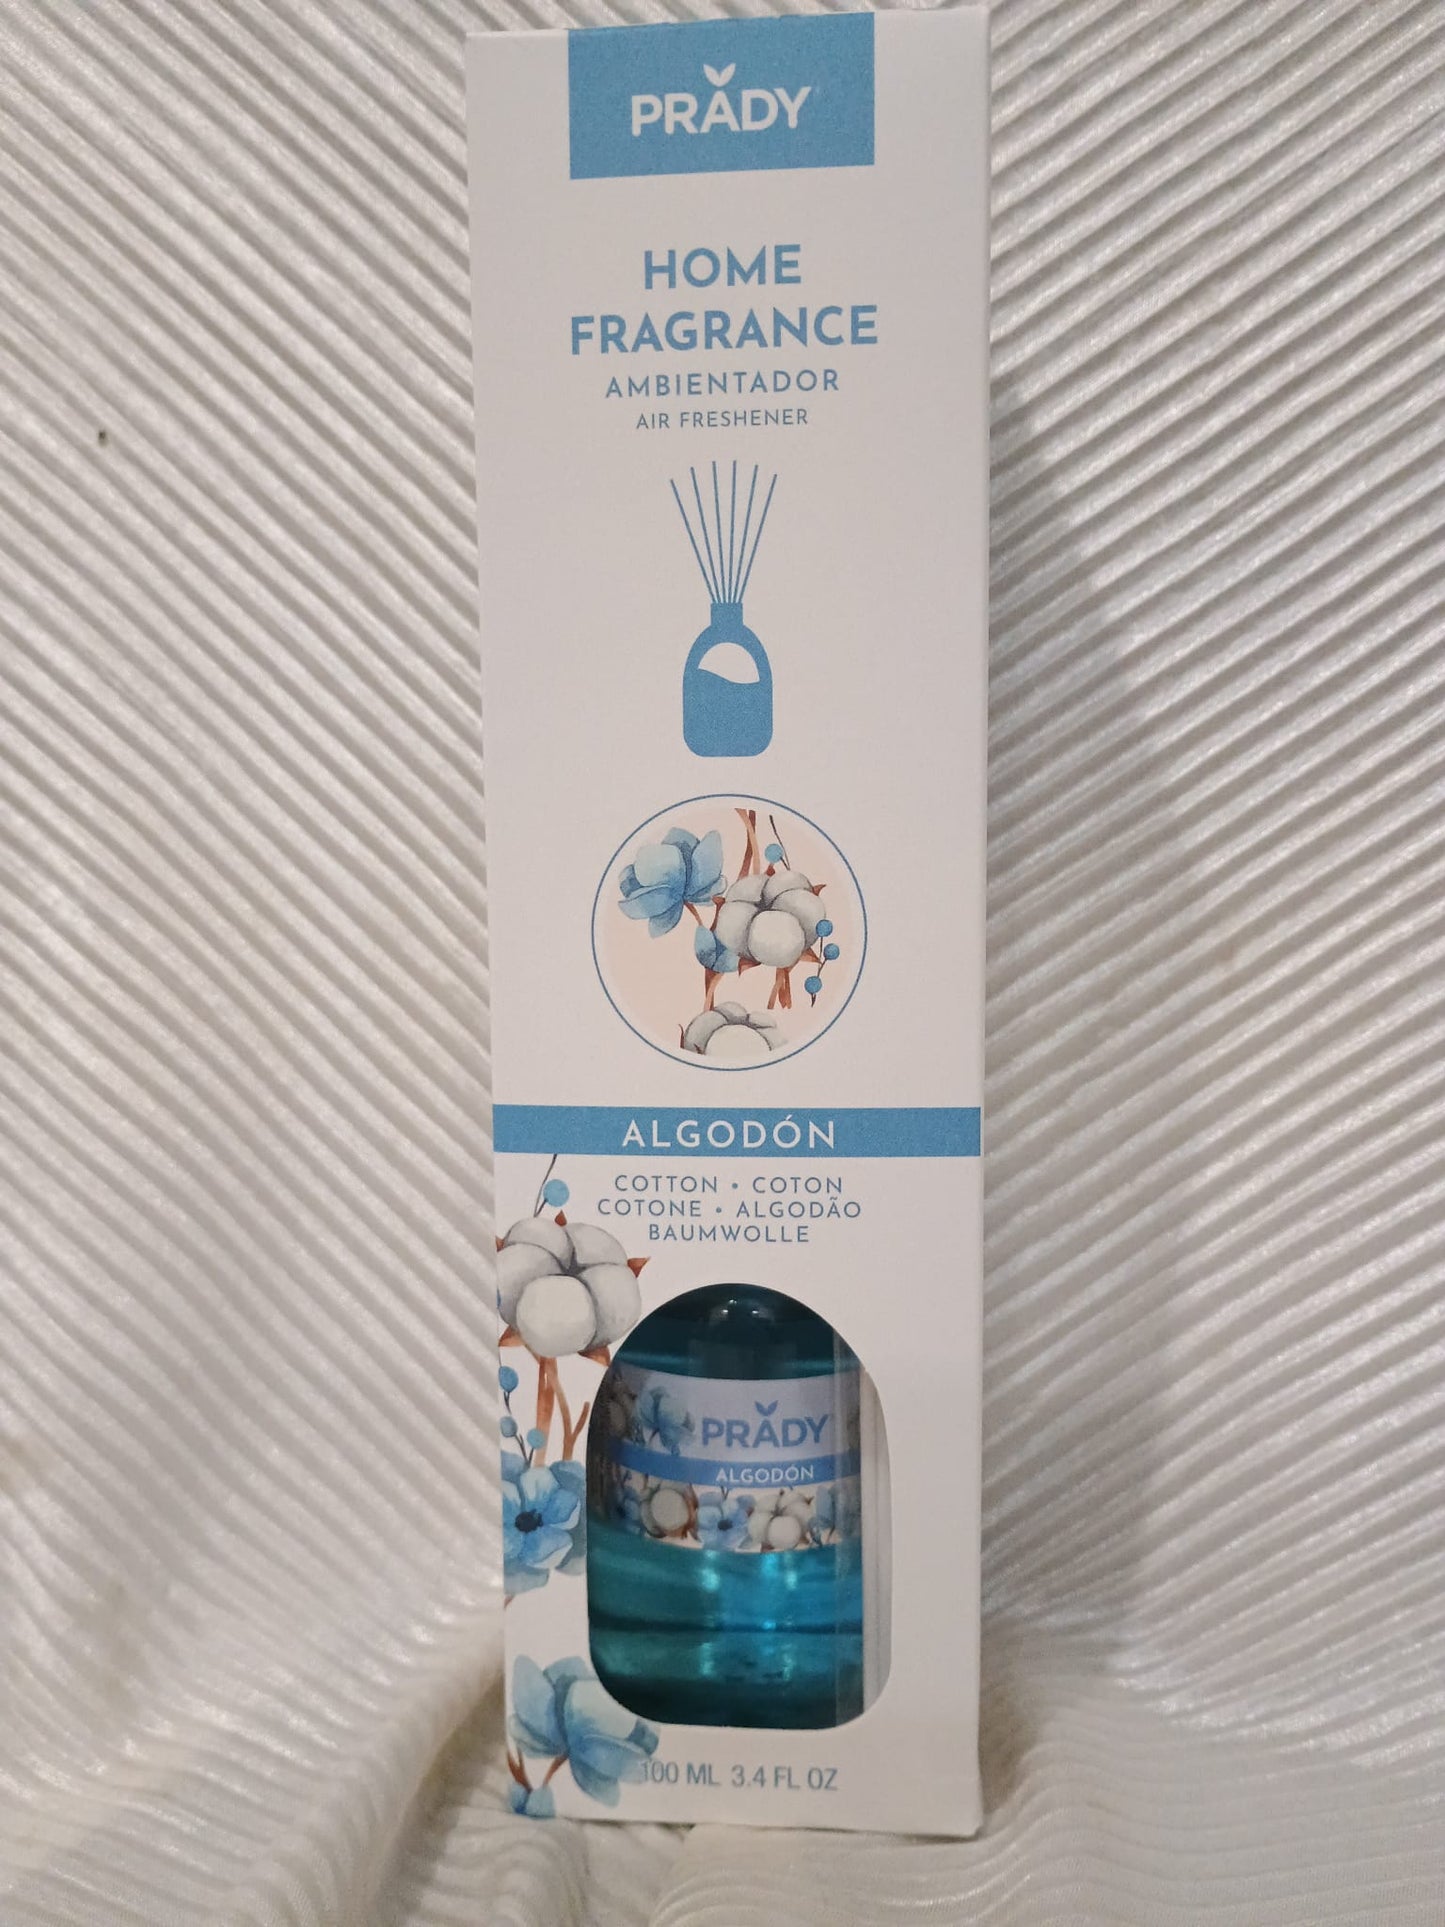 PRADY
HOME
FRAGRANCE
AMBIENTADOR
AIR FRESHENER
ALGODÓN
COTTON • COTON
COTONE • ALGODÃO
BAUMWOLLE
PRADY
ALGODÓN
100 ML 3.4 FL OZ